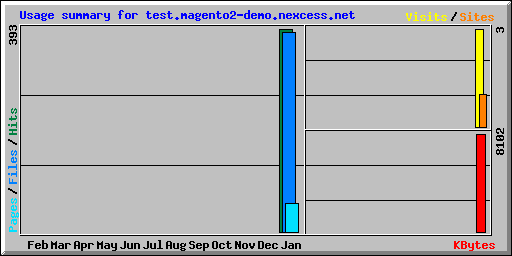 Usage summary for test.magento2-demo.nexcess.net
Visits/Sites
393
3
8102
Pages/Files/Hits
Feb Mar Apr May Jun Jul Aug Sep Oct Nov Dec Jan
KBytes